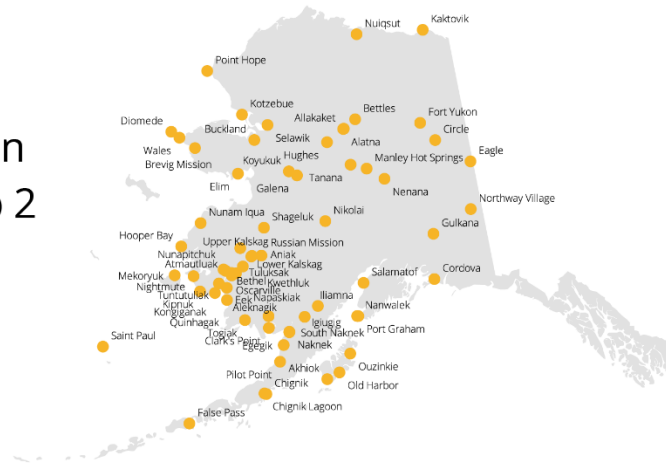 n
2
Nuiqsut
Kaktovik
Point Hope
Kotzebue
Bettles
Allakaket
Fort Yukon
Diomede
Buckland
Circle
Selawik
Alatna
Wales
Eagle
Hughes
Koyukuk
Manley Hot Springs
Brevig Mission
Tanana
Elim
Galena
Nenana
Northway Village
Nikolai
Nunam Iqua
Shageluk
Gulkana
Hooper Bay
Upper Kalskag
Russian Mission
Nunapitchuk
Aniak
Atmautluak
Lower Kalskag
Cordova
Mekoryuk
Tuluksak
Salamatof
Nightmute
Bethel
Kwethluk
Oscarville
Tuntutuliak
Iliamna
Eek
Napaskiak
Kipnuk
Nanwalek
Aleknagik
Kongiganak
Quinhagak
Igiugig
Port Graham
Togiak
South Naknek
Saint Paul
Clark's Point
Naknek
Egegik
Ouzinkie
Akhiok
Pilot Point
Chignik
Old Harbor
Chignik Lagoon
False Pass